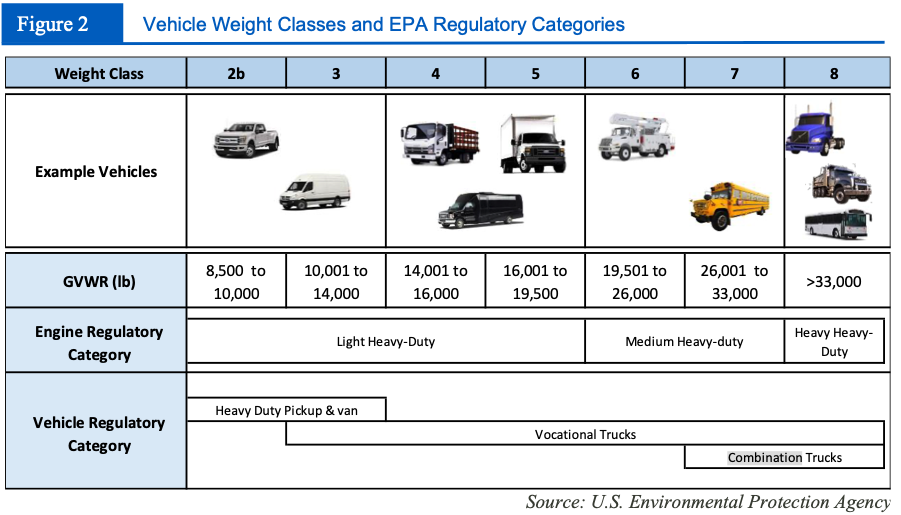 Figure 2
Vehicle Weight Classes and EPA Regulatory Categories
Weight Class 2b 3 4 5 6 7 8
Example Vehicles
GVWR (lb)
8,500 to
10,000
10,001 to
14,000
14,001 to
16,000
16,001 to
19,500
19,501 to
26,000
26,001 to
33,000
>33,000
Engine Regulatory
Category
Light Heavy-Duty
Medium Heavy-duty
Heavy Heavy-
Duty
Vehicle Regulatory
Category
Heavy Duty Pickup & van
Vocational Trucks
Combination Trucks
Source: U.S. Environmental Protection Agency